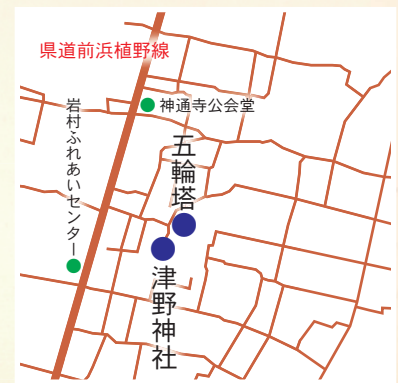 県道前浜植野線
神通寺公会堂
岩村ふれあいセンター
五輪塔
津野神社